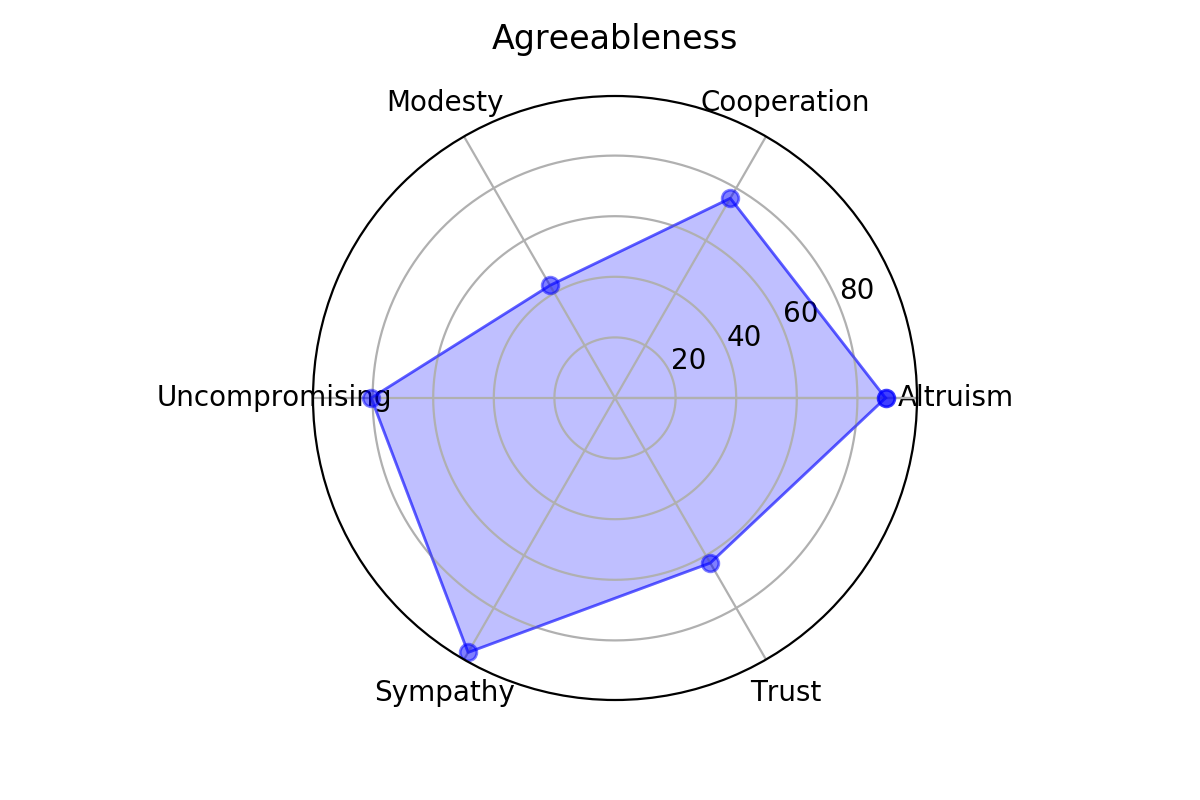 Agreeableness
Modesty
Cooperation
80
60
40
20
Uncompromising
Altruism
Sympathy
Trust